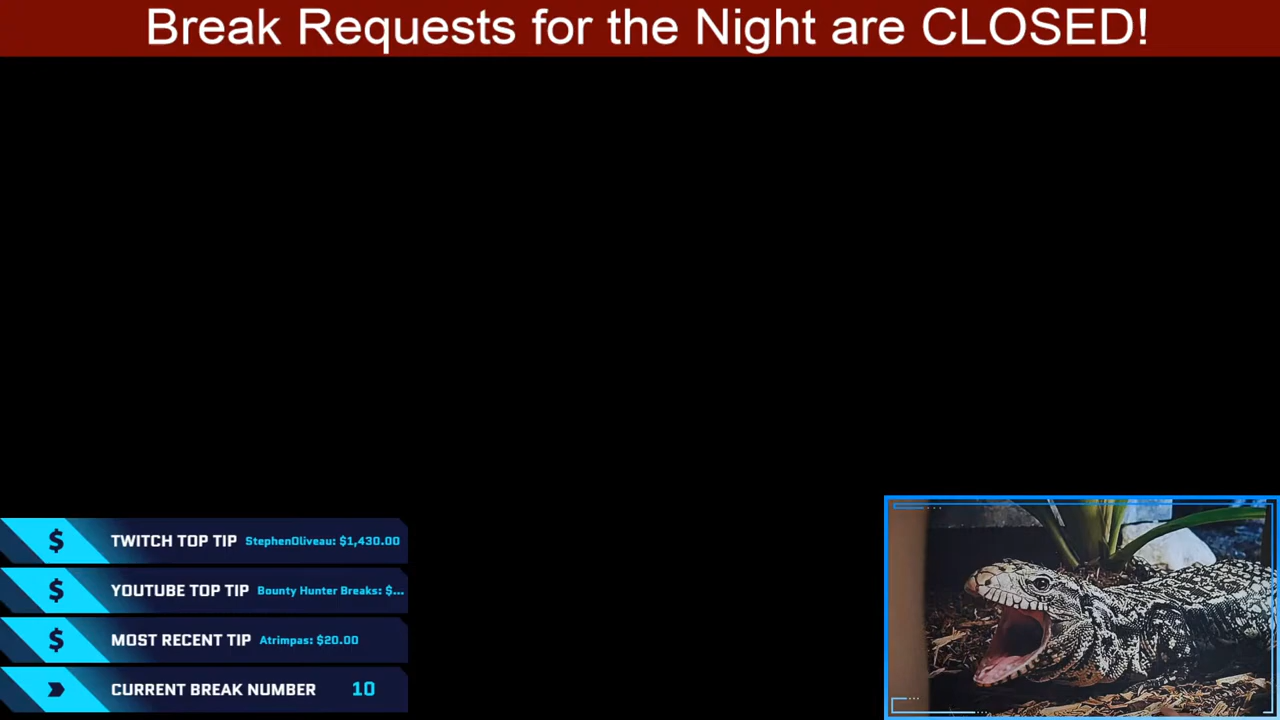 Break Requests for the Night are CLOSED!
$ TWITCH TOP TIP StephenOliveau: $1,430.00
$ YOUTUBE TOP TIP Bounty Hunter Breaks: $...
$ MOST RECENT TIP Atrimpas: $20.00
CURRENT BREAK NUMBER 10